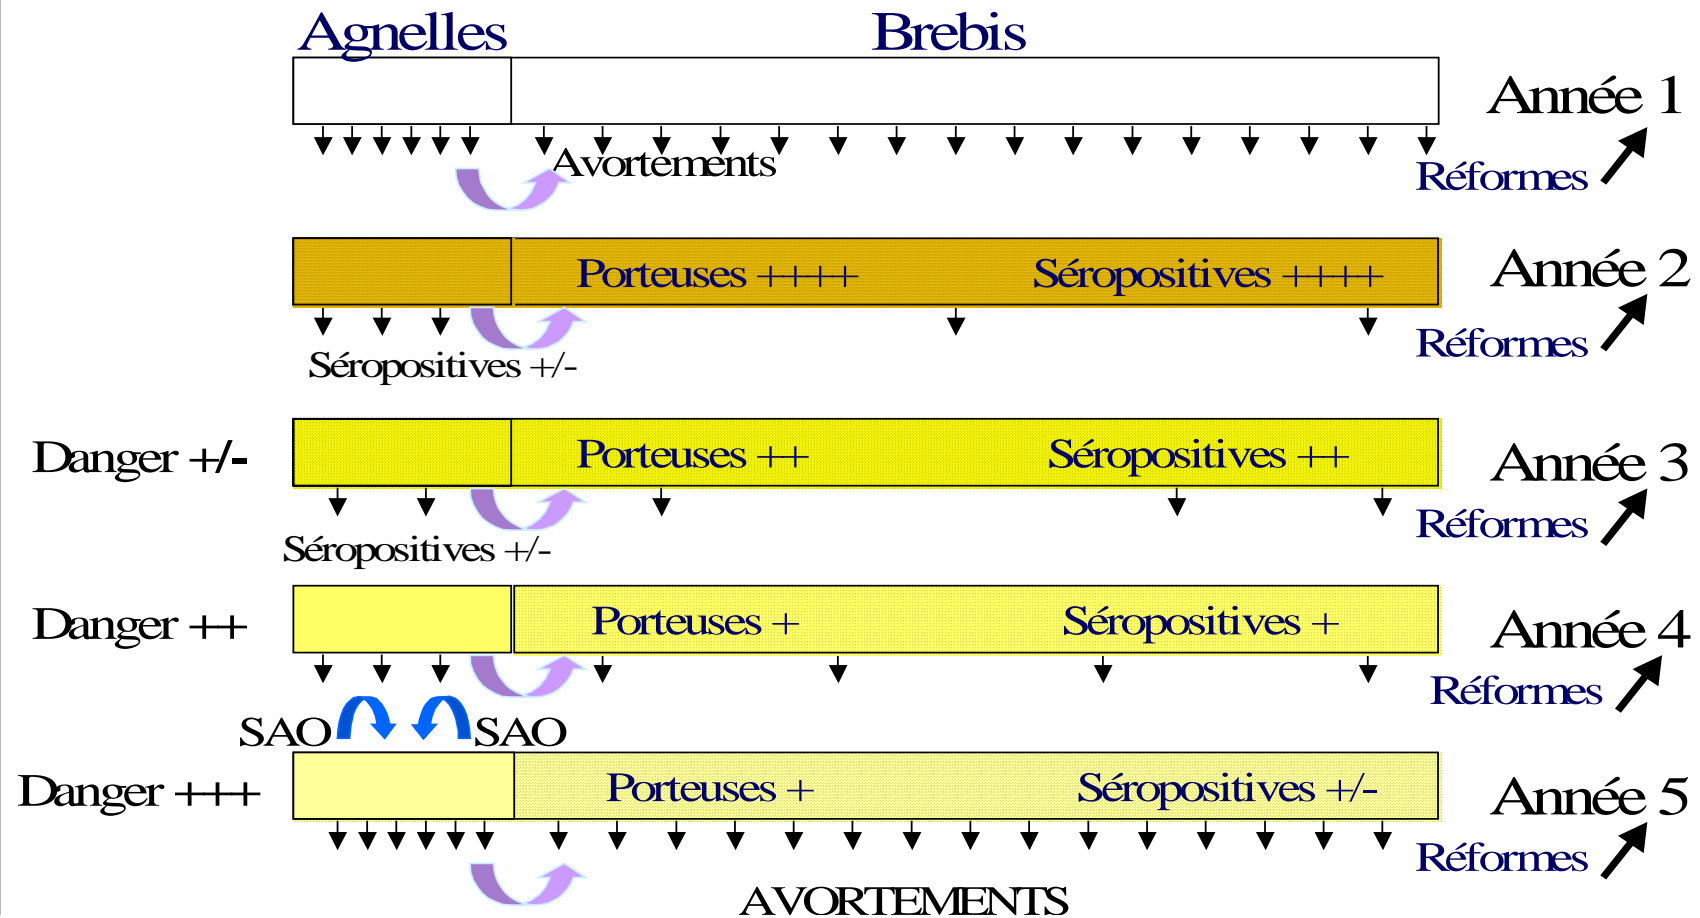 Agnelles Brebis
Année 1
Avortements
Réformes
Porteuses ++++ Séropositives ++++ Année 2
Réformes
Séropositives +/-
Danger +/- Porteuses ++ Séropositives ++ Année 3
Réformes
Séropositives +/-
Danger ++ Porteuses + Séropositives + Année 4
Réformes
SAO SAO
Danger +++ Porteuses + Séropositives +/- Année 5
Réformes
AVORTEMENTS